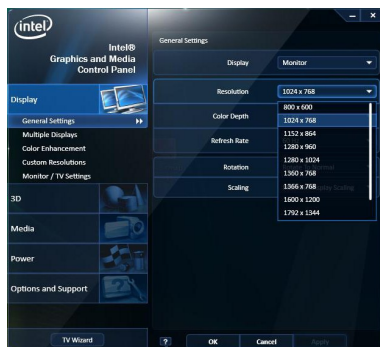 intel
Intel®
Graphics and Media
Control Panel
Display
General Settings
Multiple Displays
Color Enhancement
Custom Resolutions
Monitor / TV Settings
3D
Media
Power
Options and Support
TV Wizard
General Settings
Display
Monitor
Resolution
1024 x 768
Color Depth
Refresh Rate
Rotation
Scaling
800 x 600
1024 x 768
1152 x 864
1280 x 960
1280 x 1024
1360 x 768
1366 x 768
1600 x 1200
1792 x 1344
Scaling
?
OK
Cancel
Apply